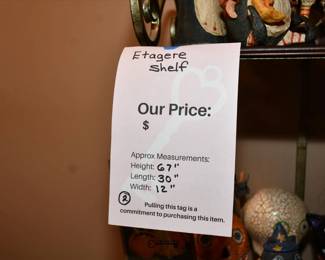 Etagere
Shelf
Our Price:
$
Approx Measurements:
Height: 67"
Length: 30"
Width: 12"
2
Pulling this tag is a
commitment to purchasing this item.